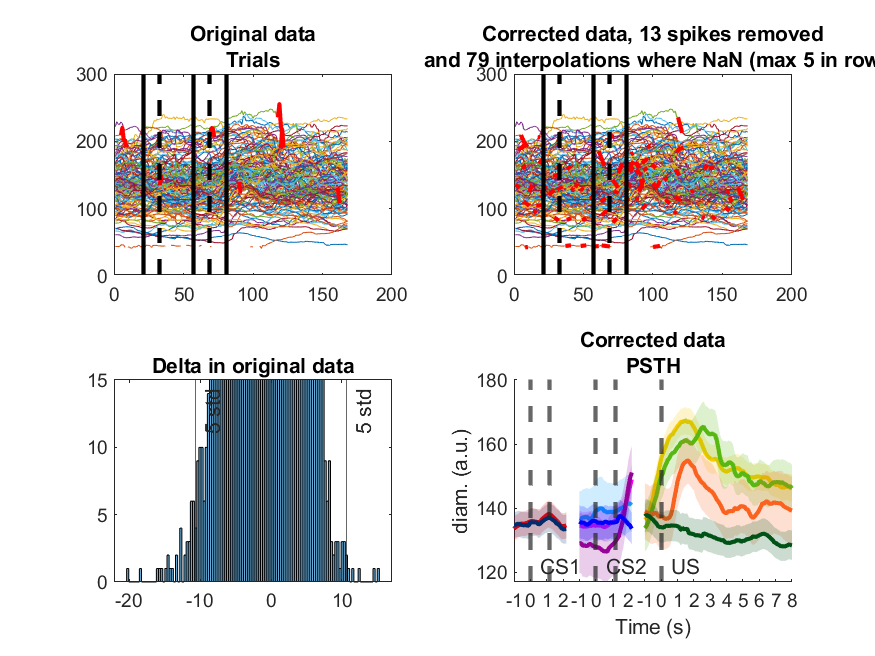 Original data
Trials
300
200
100
0
0
50
100
150
200
Corrected data, 13 spikes removed
and 79 interpolations where NaN (max 5 in row
300
200
100
0
0
50
100
150
200
Delta in original data
15
10
5
0
-20
-10
0
10
5 std
5 std
Corrected data
PSTH
180
160
140
120
diam. (a.u.)
CS1
CS2
US
-1 0 1 2 -1 0 1 2 -1 0 1 2 3 4 5 6 7 8
Time (s)